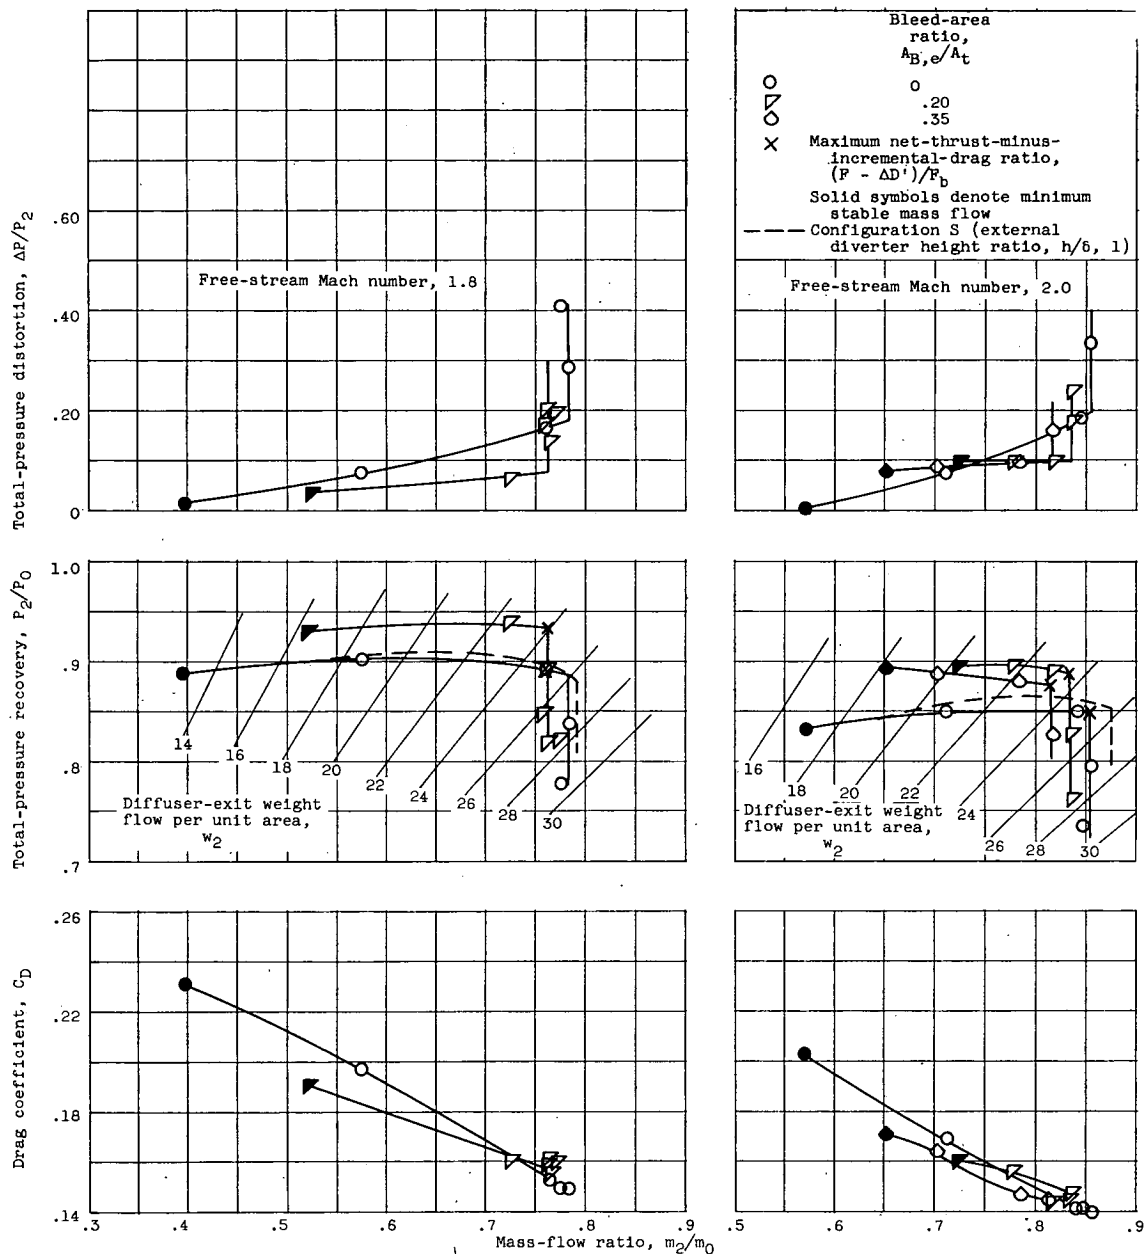 Bleed-area
ratio,
A_B,e/A_t
0
.20
.35
Maximum net-thrust-minus-
incremental-drag ratio,
(F - ΔD')/F_b
Solid symbols denote minimum
stable mass flow
Configuration S (external
diverter height ratio, h/δ, 1)
Total-pressure distortion, ΔP/P_2
.60
.40
.20
0
Free-stream Mach number, 1.8
Free-stream Mach number, 2.0
Total-pressure recovery, P_2/P_0
1.0
.9
.8
.7
14
16
18
20
22
24
26
28
30
Diffuser-exit weight
flow per unit area,
w_2
16
18
20
22
24
26
28
30
Diffuser-exit weight
flow per unit area,
w_2
Drag coefficient, C_D
.26
.22
.18
.14
.3
.4
.5
.6
.7
.8
.9
.5
.6
.7
.8
.9
Mass-flow ratio, m_2/m_0